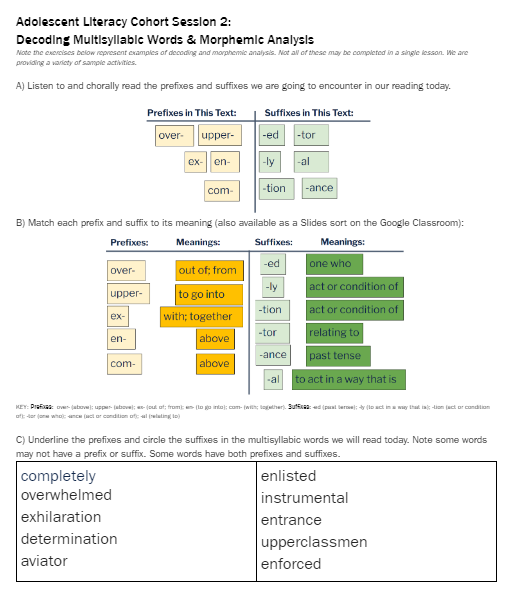 Adolescent Literacy Cohort Session 2:
Decoding Multisyllabic Words & Morphemic Analysis
Note the exercises below represent examples of decoding and morphemic analysis. Not all of these may be completed in a single lesson. We are
providing a variety of sample activities.
A) Listen to and chorally read the prefixes and suffixes we are going to encounter in our reading today.
Prefixes in This Text: Suffixes in This Text:
over- upper- -ed -tor
ex- en- -ly -al
com- -tion -ance
B) Match each prefix and suffix to its meaning (also available as a Slides sort on the Google Classroom):
Prefixes: Meanings: Suffixes: Meanings:
over- out of; from -ed one who
upper- to go into -ly act or condition of
ex- with; together -tion act or condition of
en- above -tor relating to
com- above -ance past tense
-al to act in a way that is
KEY: Prefixes: over- (above); upper- (above); ex- (out of; from); en- (to go into); com- (with; together). Suffixes: -ed (past tense); -ly (to act in a way that is); -tion (act or condition
of); -tor (one who); -ance (act or condition of); -al (relating to)
C) Underline the prefixes and circle the suffixes in the multisyllabic words we will read today. Note some words
may not have a prefix or suffix. Some words have both prefixes and suffixes.
completely
overwhelmed
exhilaration
determination
aviator
enlisted
instrumental
entrance
upperclassmen
enforced